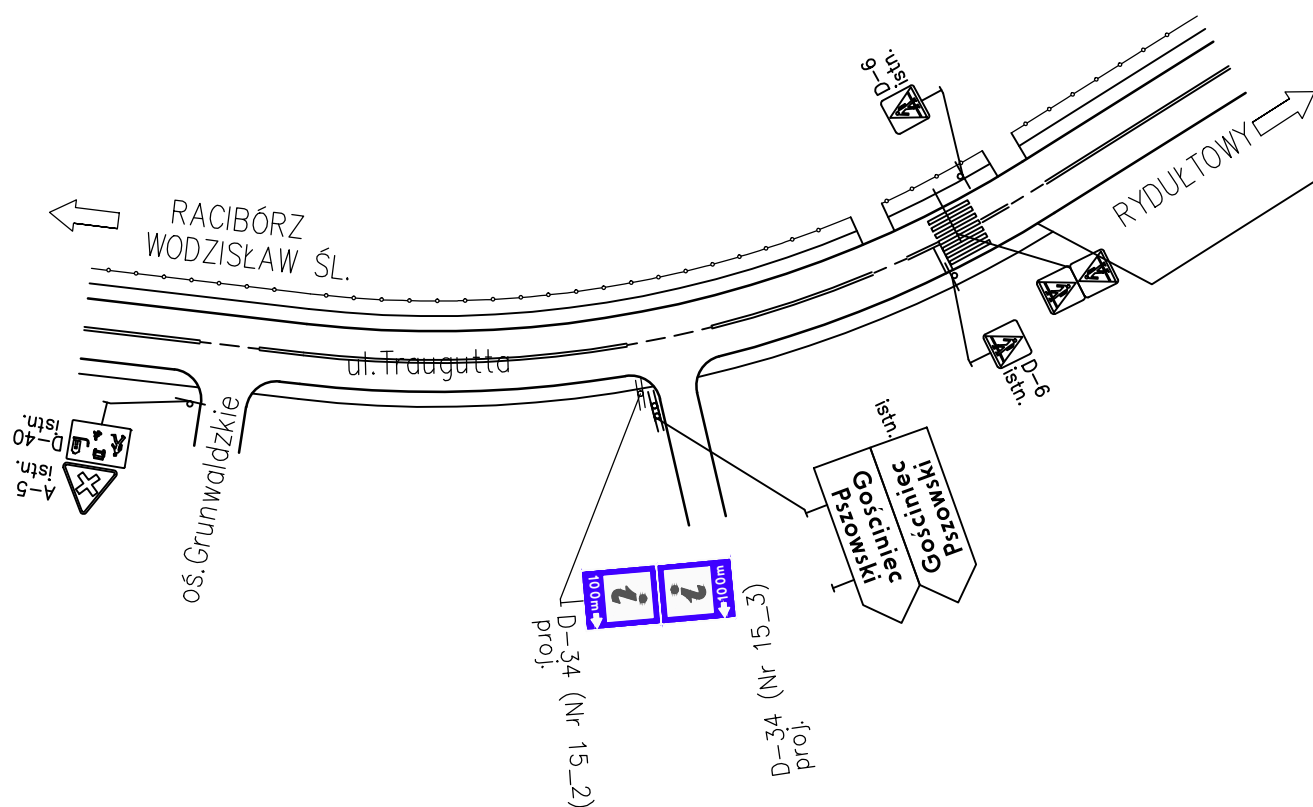 D-6
istn.
RACIBÓRZ
WODZISŁAW ŚL.
RYDUŁTOWY
ul.Traugutta
D-6
istn.
D-40
istn.
A-5
istn.
oś.Grunwaldzkie
istn.
Gościniec
Pszowski
Gościniec
Pszowski
100m
i
i
100m
D-34 (Nr 15_2)
proj.
D-34 (Nr 15_3)
proj.